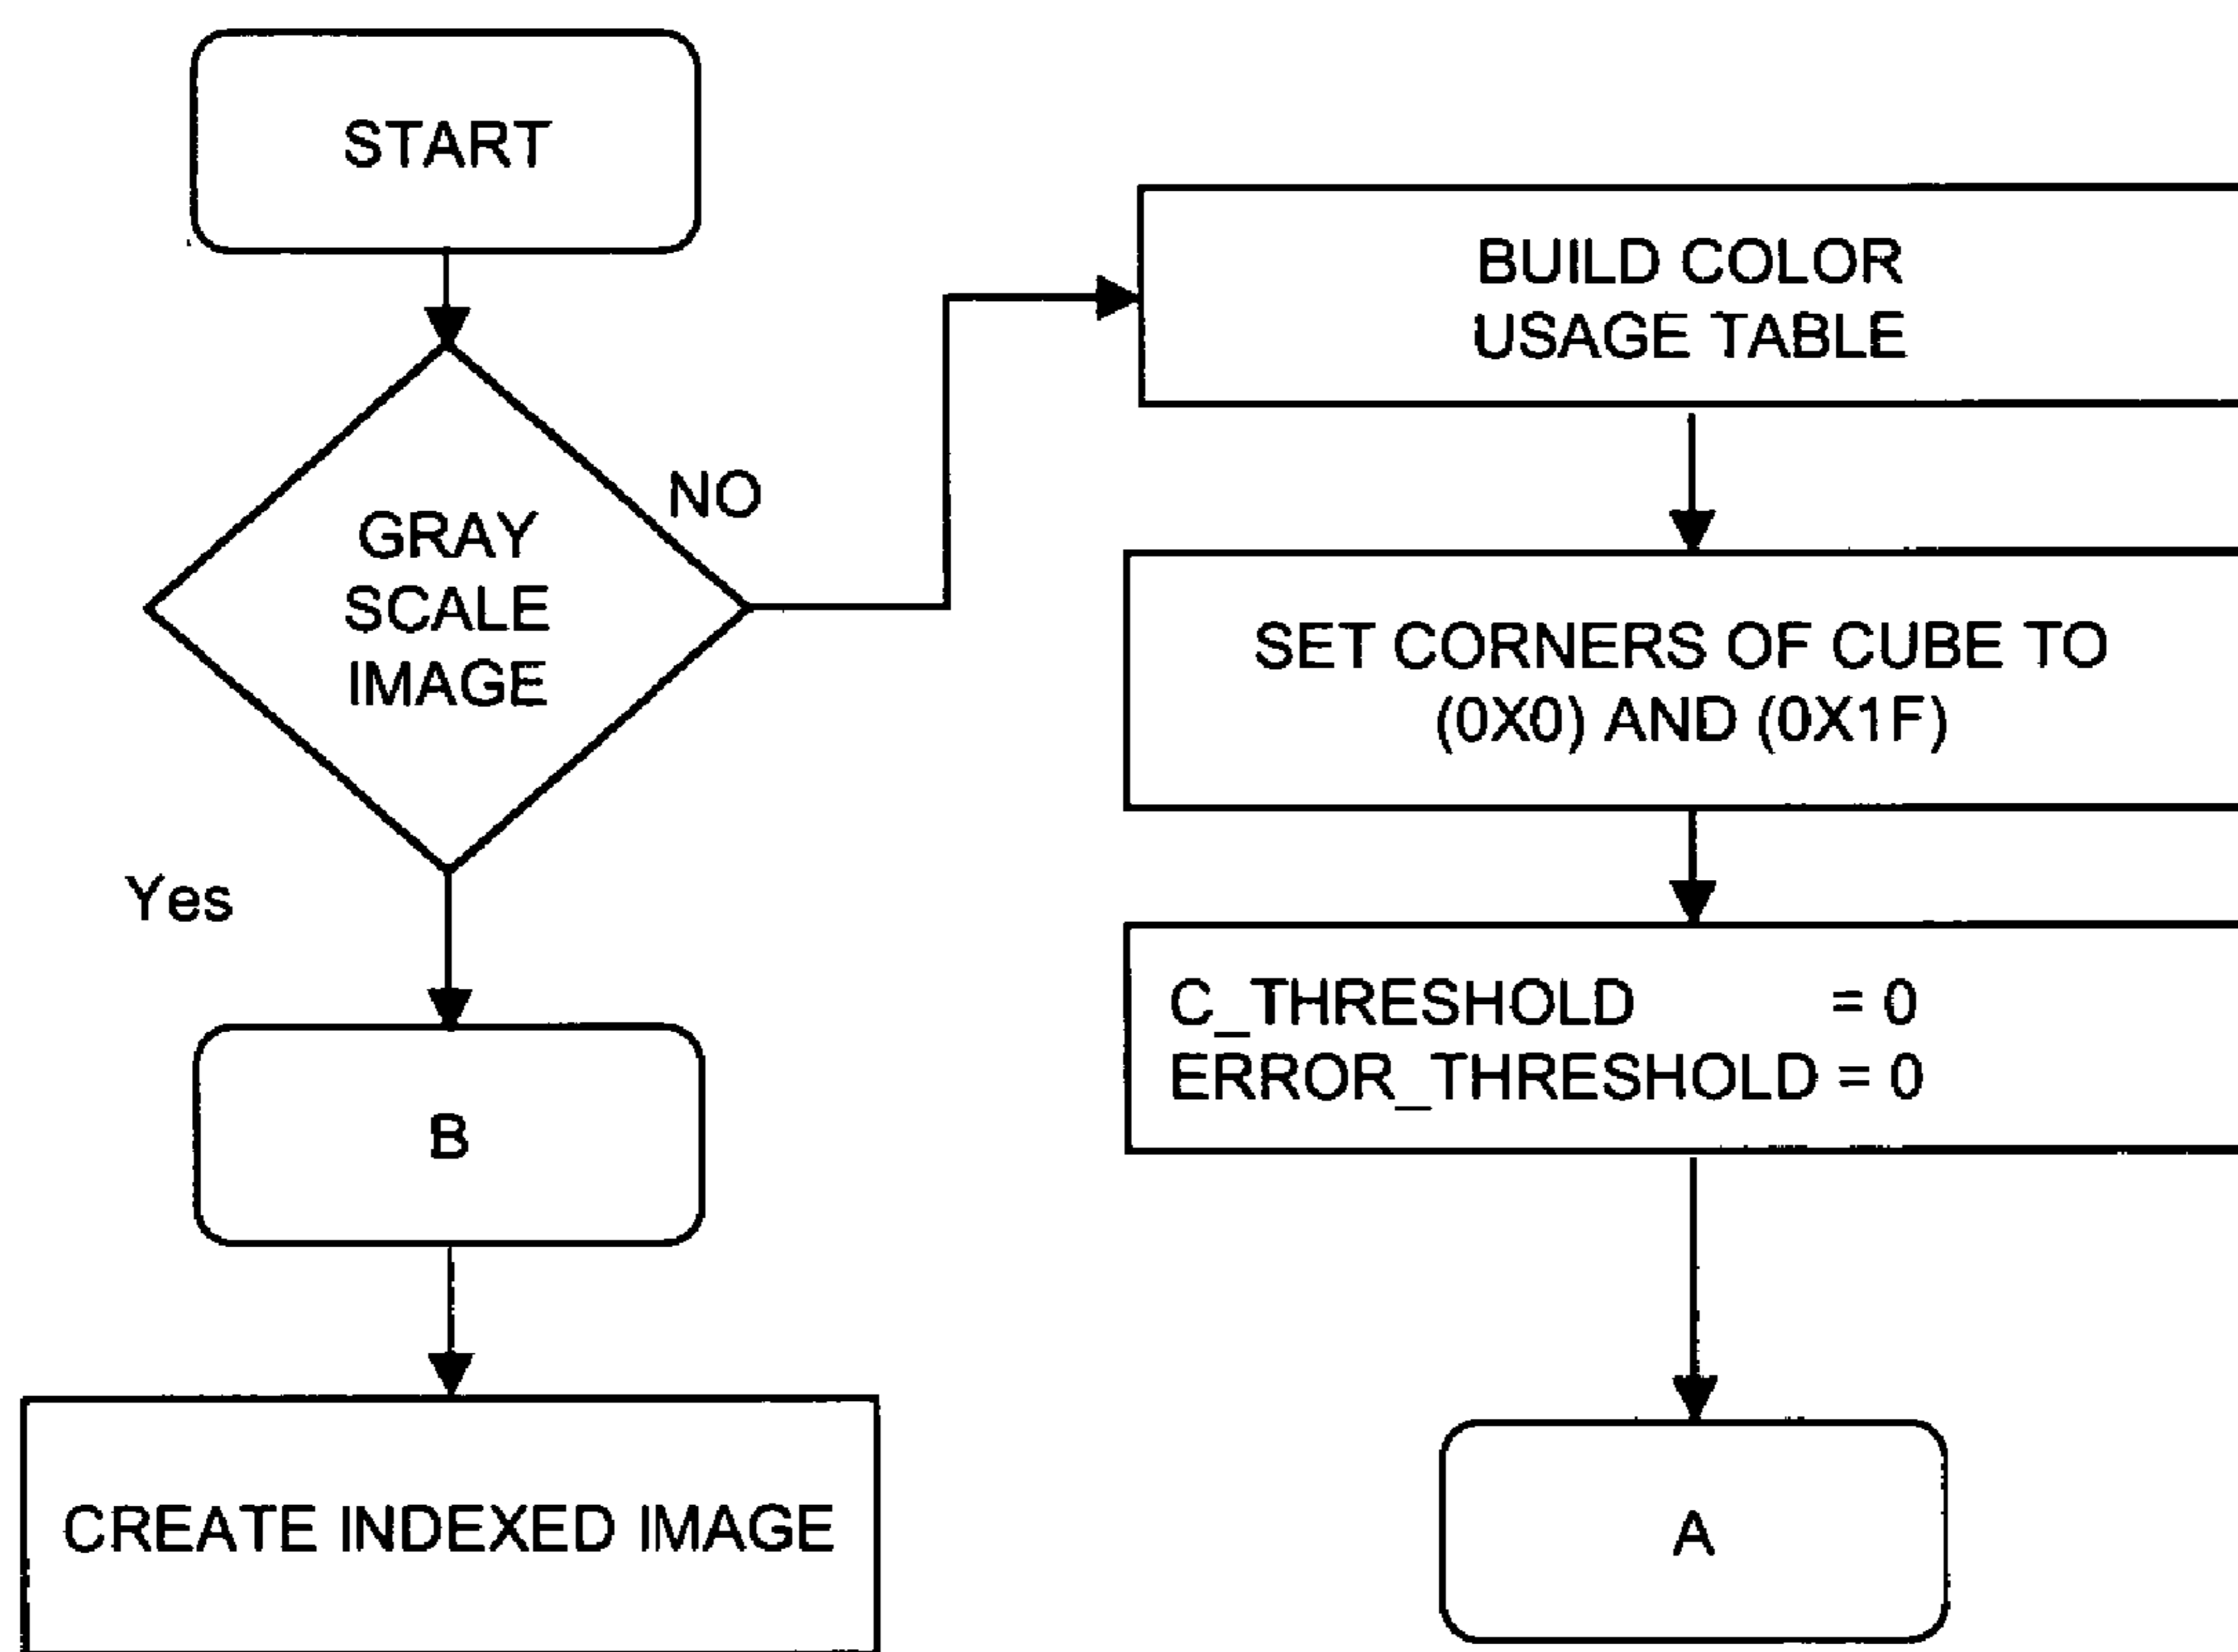 START
GRAY
SCALE
IMAGE
NO
Yes
B
CREATE INDEXED IMAGE
BUILD COLOR
USAGE TABLE
SET CORNERS OF CUBE TO
(0X0) AND (0X1F)
C_THRESHOLD = 0
ERROR_THRESHOLD = 0
A